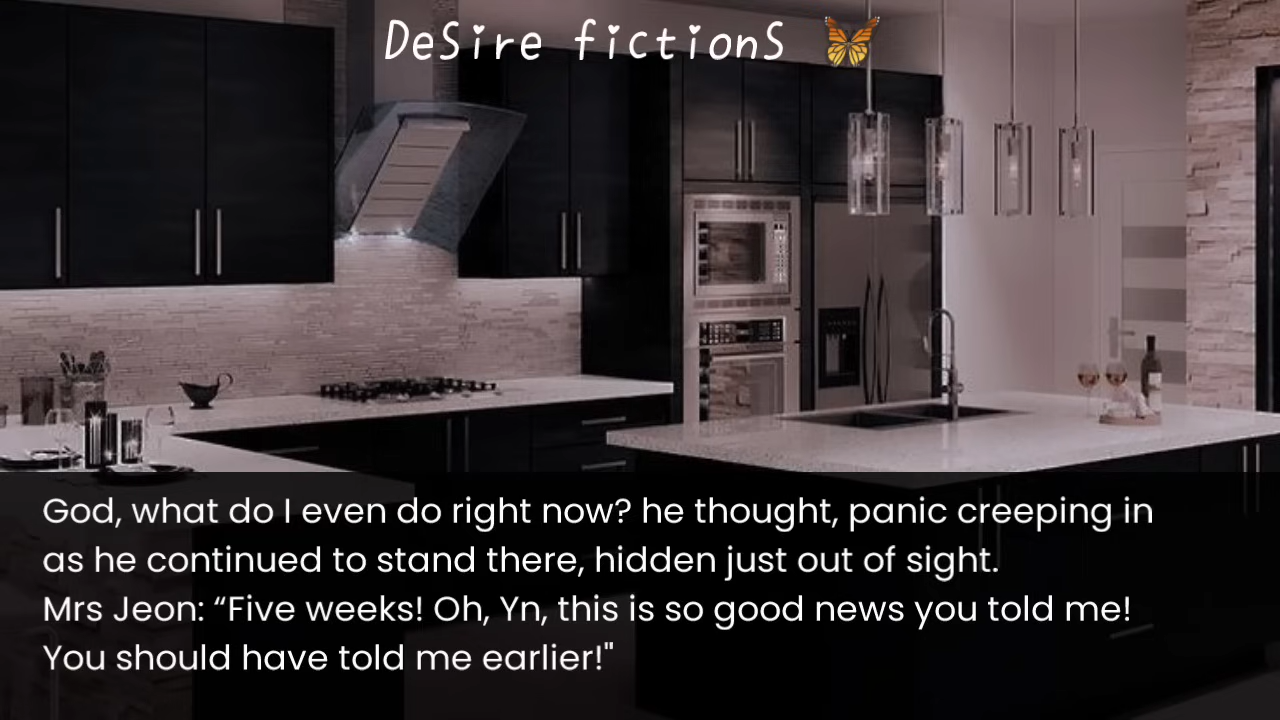 DeSire fictionS 🦋
God, what do I even do right now? he thought, panic creeping in
as he continued to stand there, hidden just out of sight.
Mrs Jeon: “Five weeks! Oh, Yn, this is so good news you told me!
You should have told me earlier!"